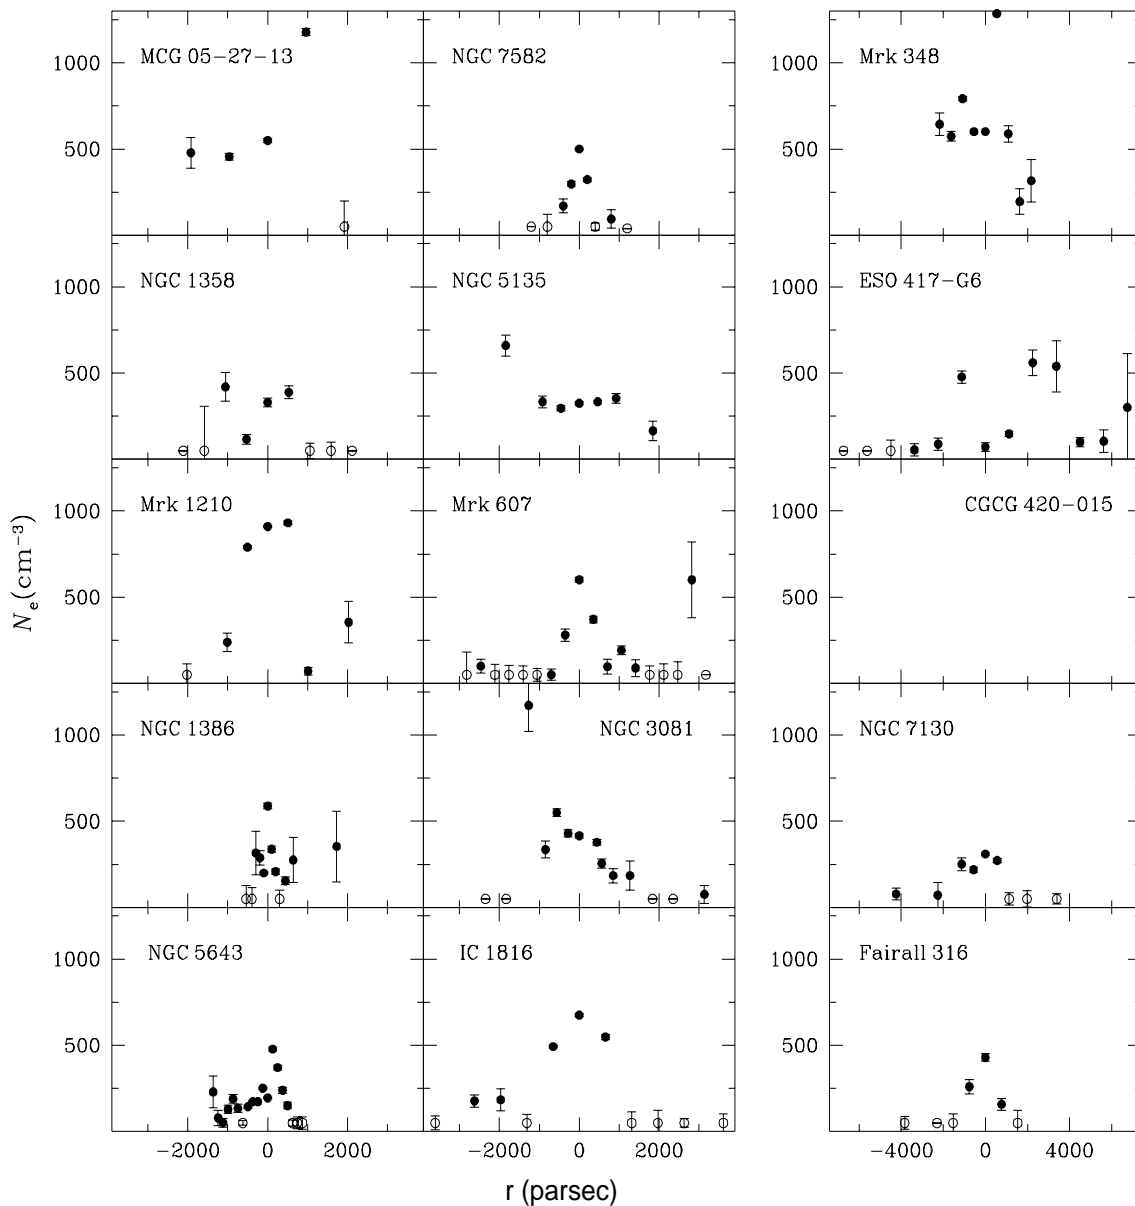 MCG 05−27−13
NGC 7582
Mrk 348
1000
500
NGC 1358
NGC 5135
ESO 417−G6
1000
500
Mrk 1210
Mrk 607
CGCG 420−015
1000
500
N_e(cm^−3)
NGC 1386
NGC 3081
NGC 7130
1000
500
NGC 5643
IC 1816
Fairall 316
1000
500
−2000 0 2000 −2000 0 2000 −4000 0 4000
r (parsec)